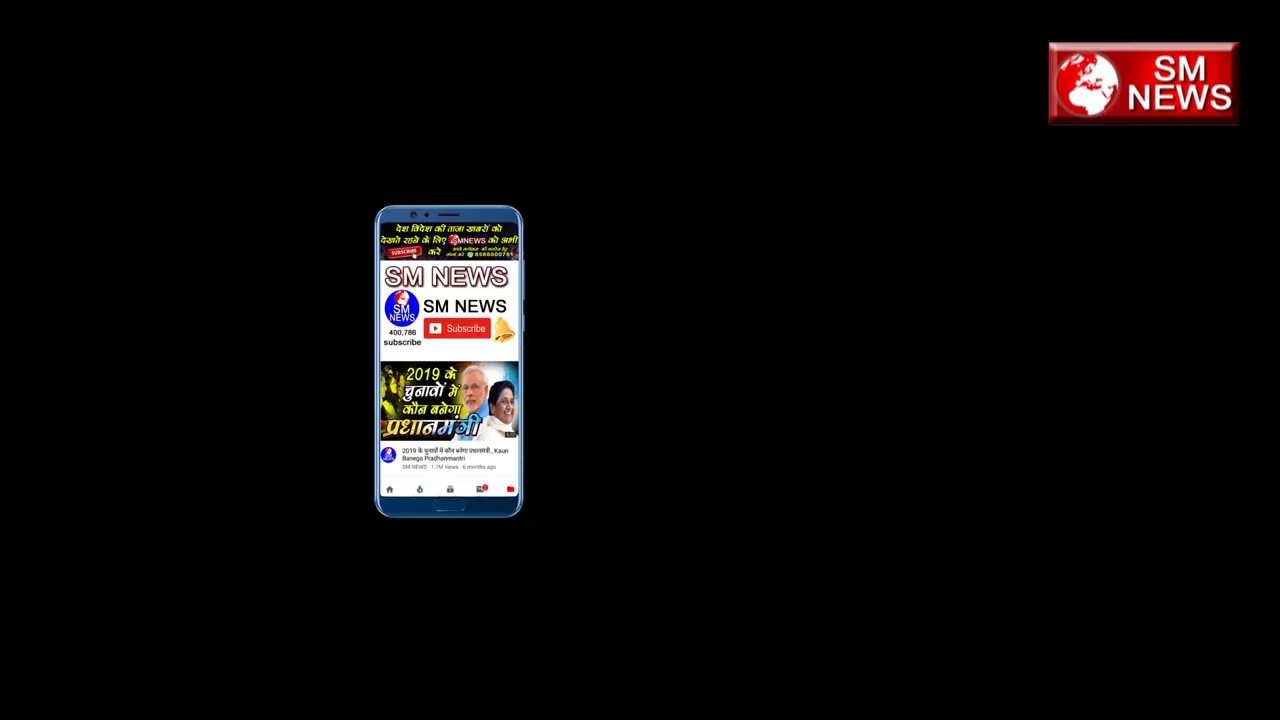 SM
NEWS
देश विदेश की ताजा खबरों को
देखते रहने के लिए SMNEWS को अभी
SUBSCRIBE करे
SM NEWS
SM
NEWS
SM NEWS
Subscribe
400,786
subscribe
2019 के
चुनावों में
कौन बनेगा
प्रधानमंत्री
2019 के चुनावों में कौन बनेगा प्रधानमंत्री, Kaun
Banega Pradhanmantri
SM NEWS · 1.1M views · 6 months ago